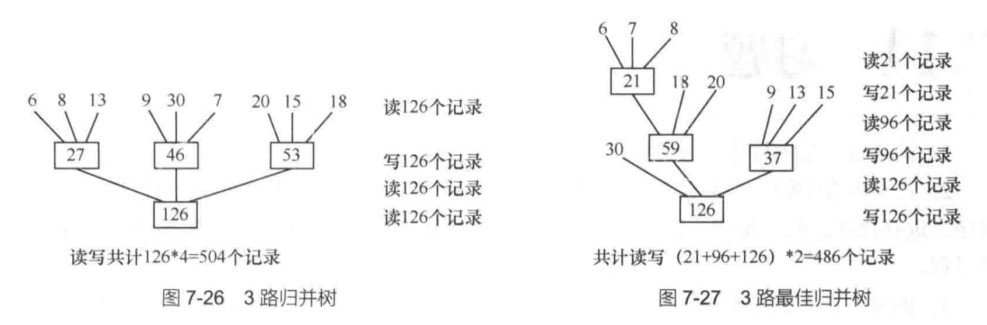 6 8 13 9 30 7 20 15 18 读126个记录
27 46 53 写126个记录
读126个记录
126 读126个记录
读写共计126*4=504个记录
图 7-26 3 路归并树
6 7 8
读21个记录
21 18 20 9 13 15 写21个记录
读96个记录
30 59 37 写96个记录
读126个记录
126 写126个记录
共计读写（21+96+126）*2=486个记录
图 7-27 3 路最佳归并树